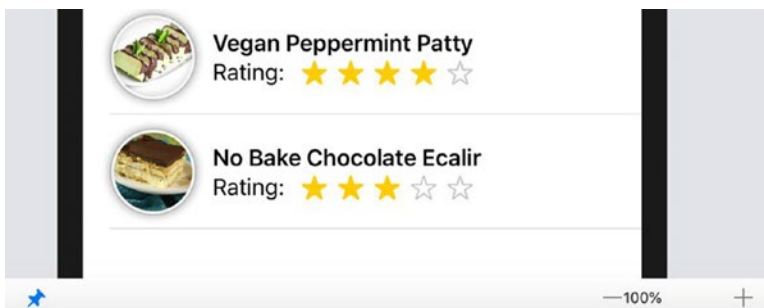 Vegan Peppermint Patty
Rating:
No Bake Chocolate Ecalir
Rating:
100%